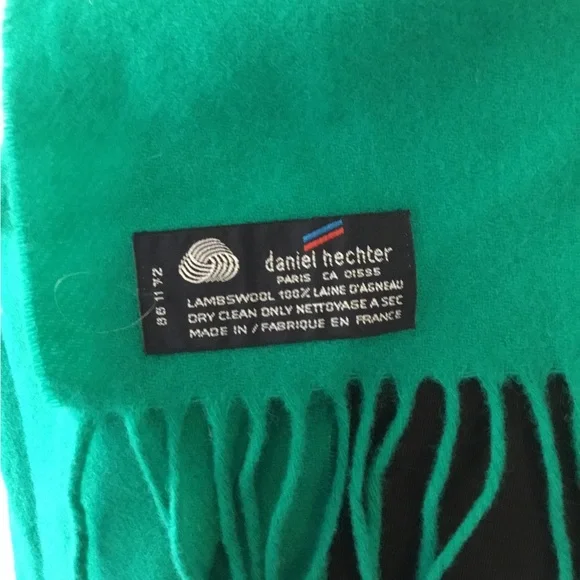 daniel hechter
PARIS CA 01595
LAMBSWOOL 100% LAINE D'AGNEAU
DRY CLEAN ONLY NETTOYAGE A SEC
MADE IN / FABRIQUE EN FRANCE
86 11 72